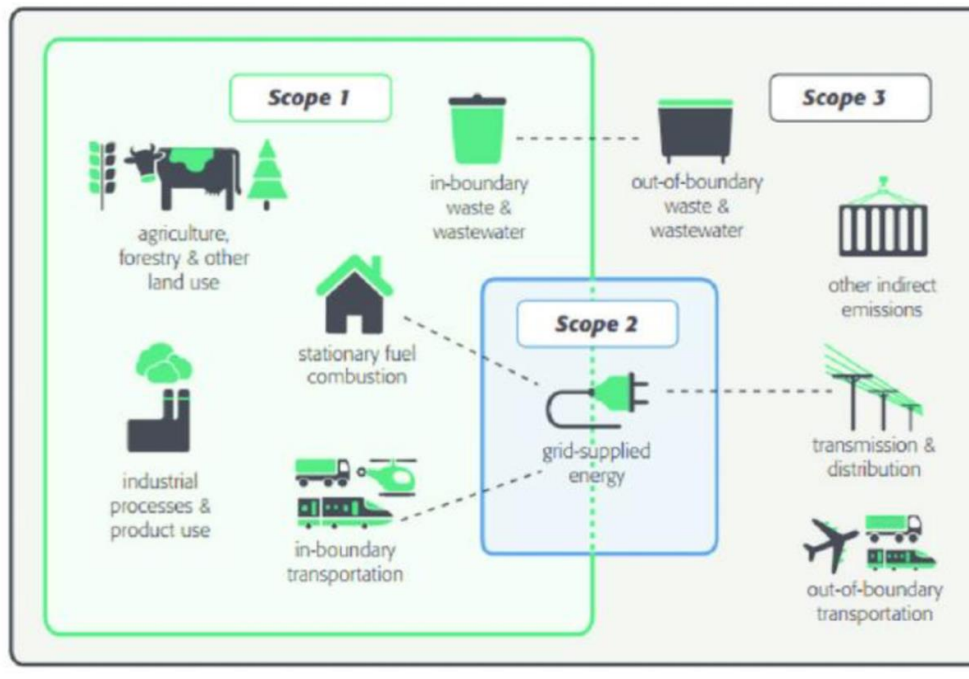 Scope 1
Scope 3
in-boundary
waste &
wastewater
out-of-boundary
waste &
wastewater
agriculture,
forestry & other
land use
other indirect
emissions
Scope 2
stationary fuel
combustion
grid-supplied
energy
transmission &
distribution
industrial
processes &
product use
in-boundary
transportation
out-of-boundary
transportation